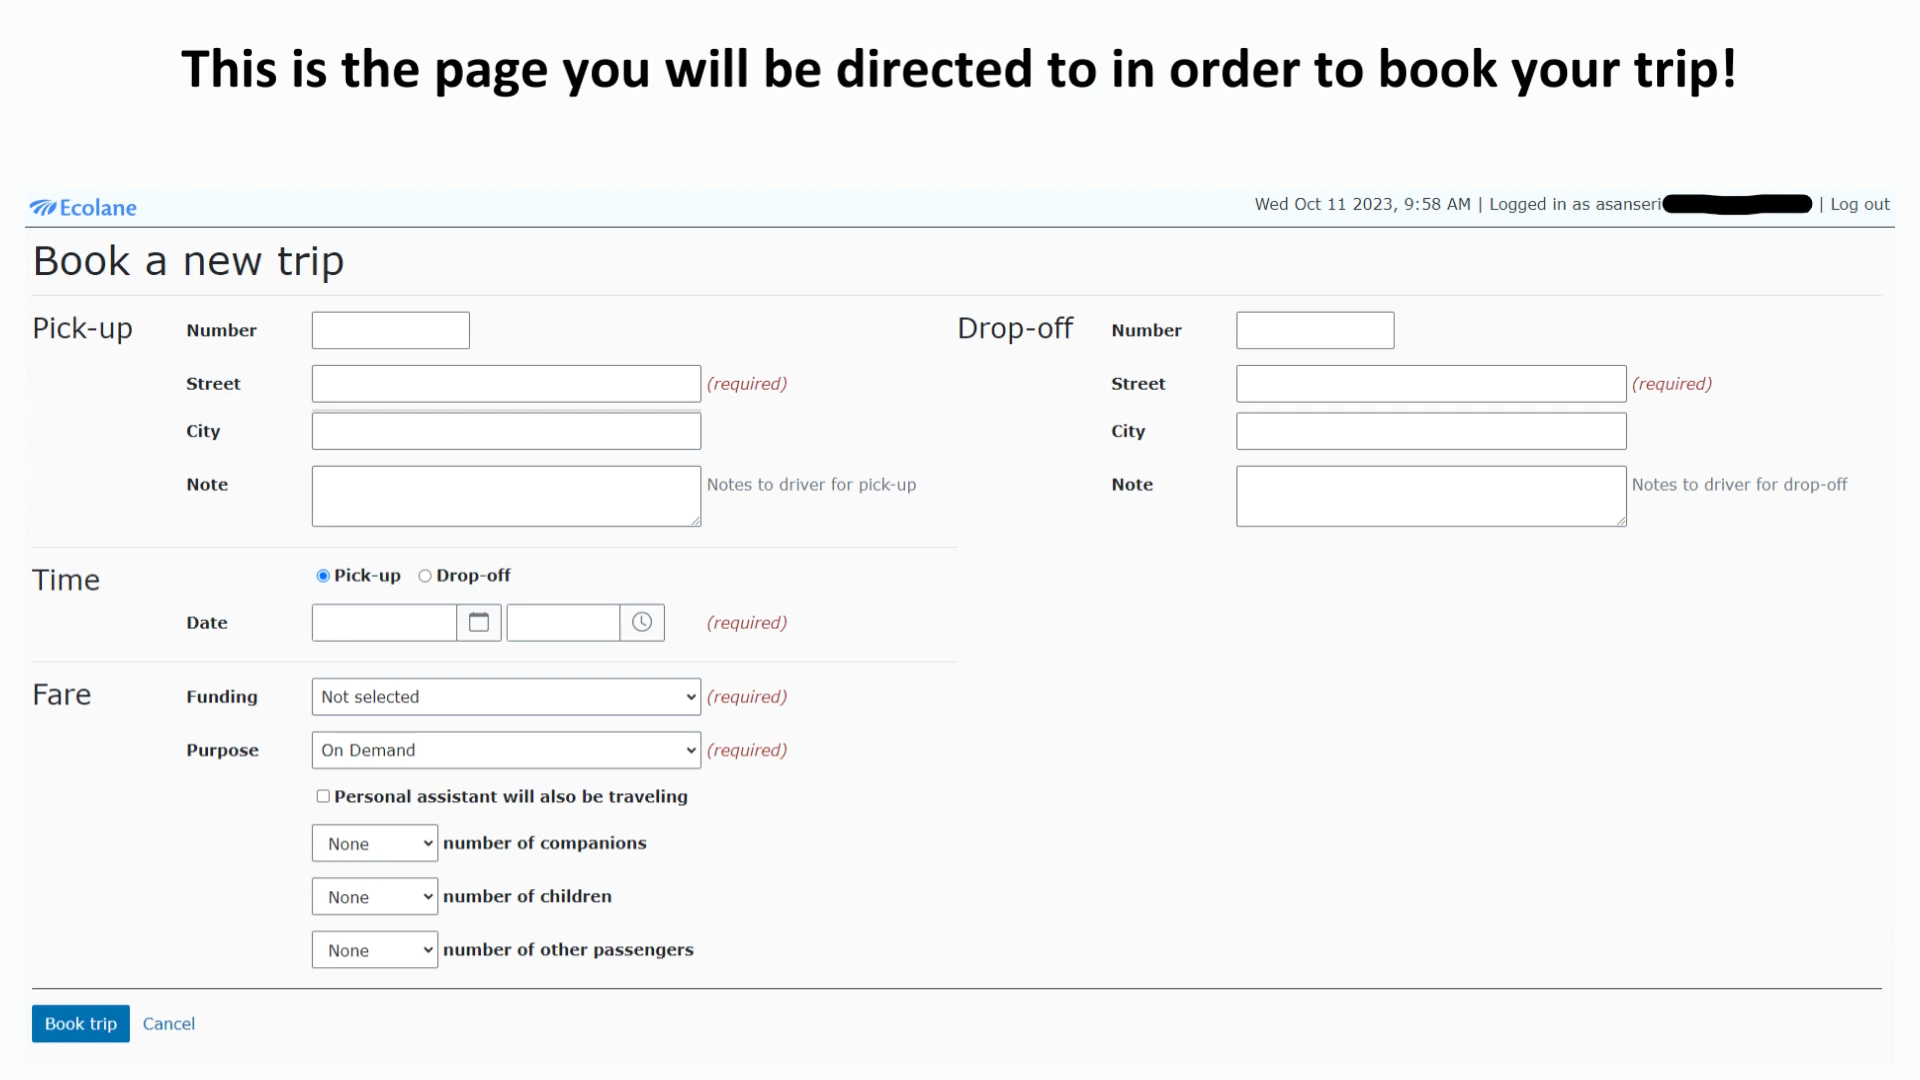 This is the page you will be directed to in order to book your trip!
Ecolane
Wed Oct 11 2023, 9:58 AM | Logged in as asanseri | Log out
Book a new trip
Pick-up
Number
Street (required)
City
Note Notes to driver for pick-up
Drop-off
Number
Street (required)
City
Note Notes to driver for drop-off
Time
Pick-up Drop-off
Date (required)
Fare
Funding Not selected (required)
Purpose On Demand (required)
Personal assistant will also be traveling
None number of companions
None number of children
None number of other passengers
Book trip Cancel